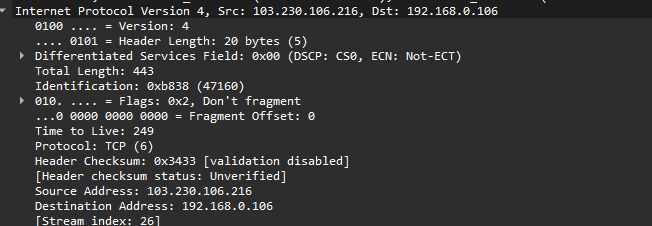 Internet Protocol Version 4, Src: 103.230.106.216, Dst: 192.168.0.106
0100 .... = Version: 4
.... 0101 = Header Length: 20 bytes (5)
Differentiated Services Field: 0x00 (DSCP: CS0, ECN: Not-ECT)
Total Length: 443
Identification: 0xb838 (47160)
010. .... = Flags: 0x2, Don't fragment
...0 0000 0000 0000 = Fragment Offset: 0
Time to Live: 249
Protocol: TCP (6)
Header Checksum: 0x3433 [validation disabled]
[Header checksum status: Unverified]
Source Address: 103.230.106.216
Destination Address: 192.168.0.106
[Stream index: 26]